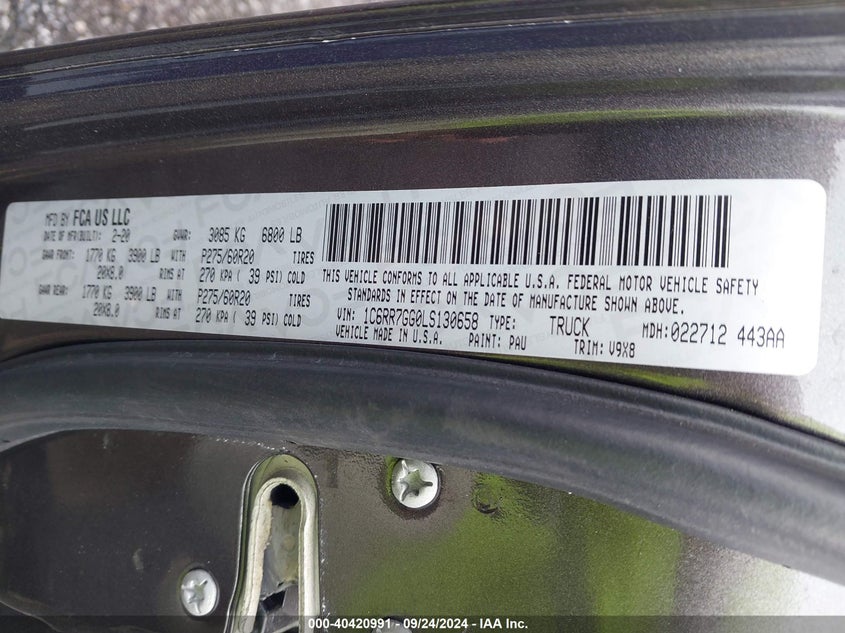 MFD BY FCA US LLC
DATE OF MFR(BUILT): 2-20 GVWR: 3085 KG 6800 LB
GAWR FRONT: 1770 KG 3900 LB WITH P275/60R20 TIRES
20X8.0 RIMS AT 270 KPA ( 39 PSI) COLD
GAWR REAR: 1770 KG 3900 LB WITH P275/60R20 TIRES
20X8.0 RIMS AT 270 KPA ( 39 PSI) COLD
THIS VEHICLE CONFORMS TO ALL APPLICABLE U.S.A. FEDERAL MOTOR VEHICLE SAFETY
STANDARDS IN EFFECT ON THE DATE OF MANUFACTURE SHOWN ABOVE.
VIN: 1C6RR7GG0LS130658 TYPE: TRUCK MDH: 022712 443AA
VEHICLE MADE IN U.S.A. PAINT: PAU TRIM: V9X8
000-40420991 - 09/24/2024 - IAA Inc.